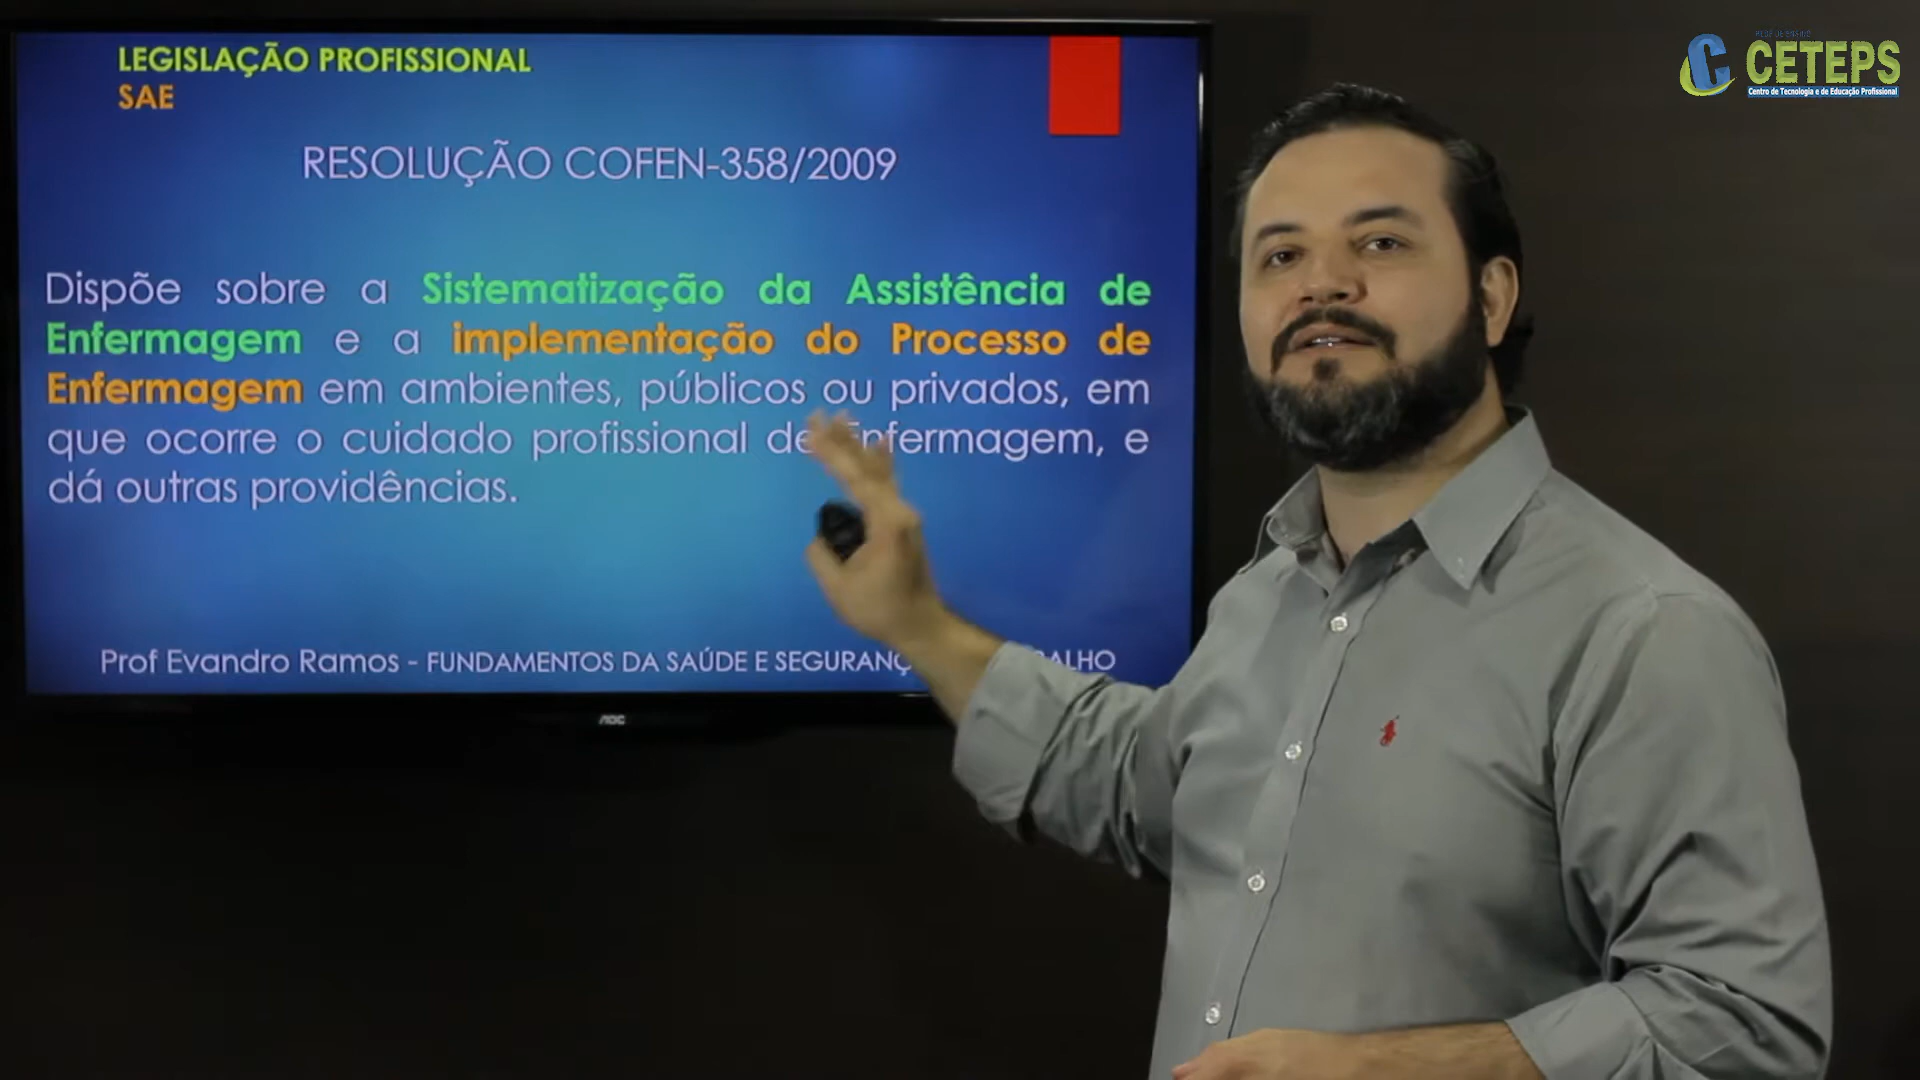 LEGISLAÇÃO PROFISSIONAL
SAE
RESOLUÇÃO COFEN-358/2009
Dispõe sobre a Sistematização da Assistência de
Enfermagem e a implementação do Processo de
Enfermagem em ambientes, públicos ou privados, em
que ocorre o cuidado profissional de Enfermagem, e
dá outras providências.
Prof Evandro Ramos - FUNDAMENTOS DA SAÚDE E
AOC
CETEPS
Centro de Tecnologia e de Educação Profissional